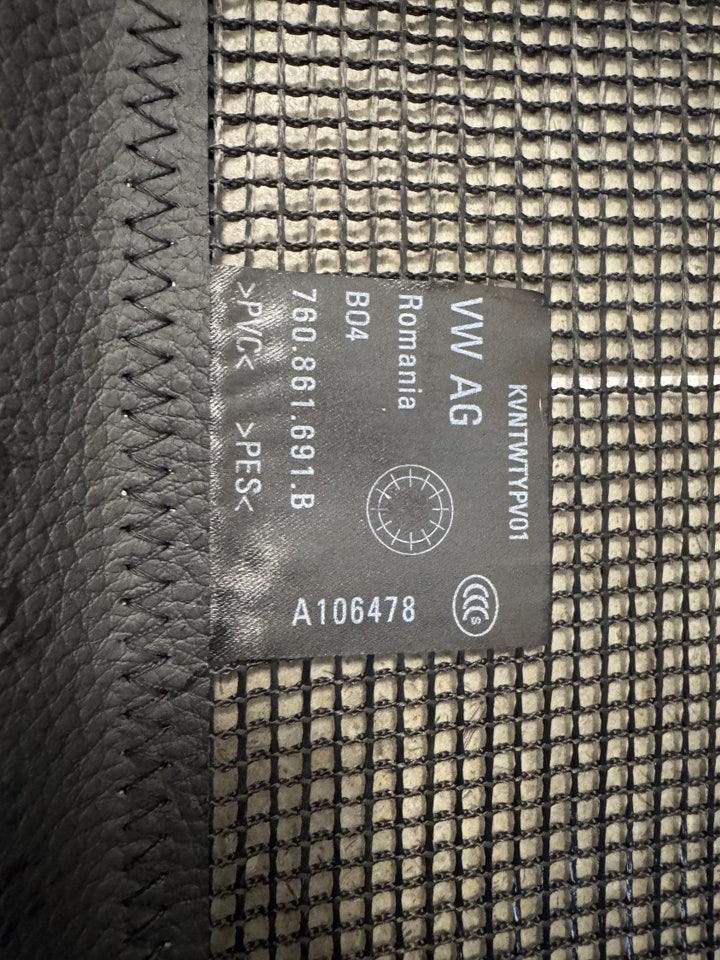 KVNTWTYPV01
VW AG
Romania
B04
760.861.691.B
>PVC< >PES<
A106478
S